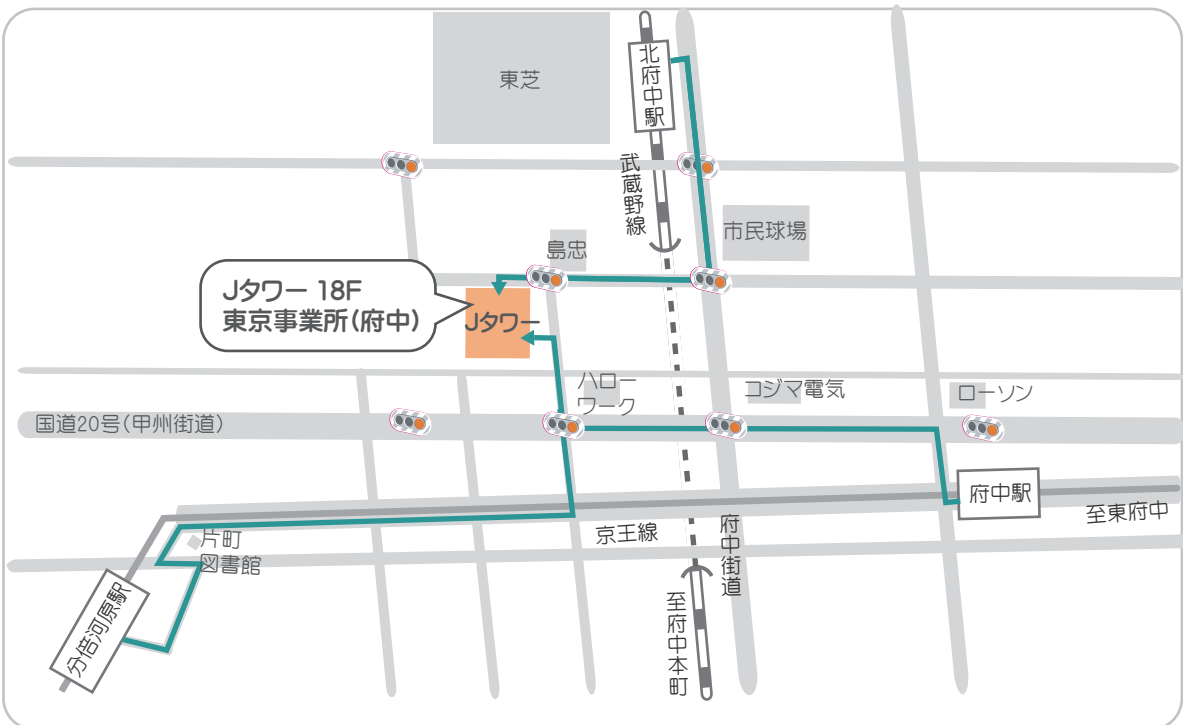 東芝
北府中駅
武蔵野線
市民球場
島忠
Jタワー 18F
東京事業所(府中)
Jタワー
ハロー
ワーク
コジマ電気
ローソン
国道20号(甲州街道)
府中駅
至東府中
京王線
府中街道
片町
図書館
分倍河原駅
至府中本町